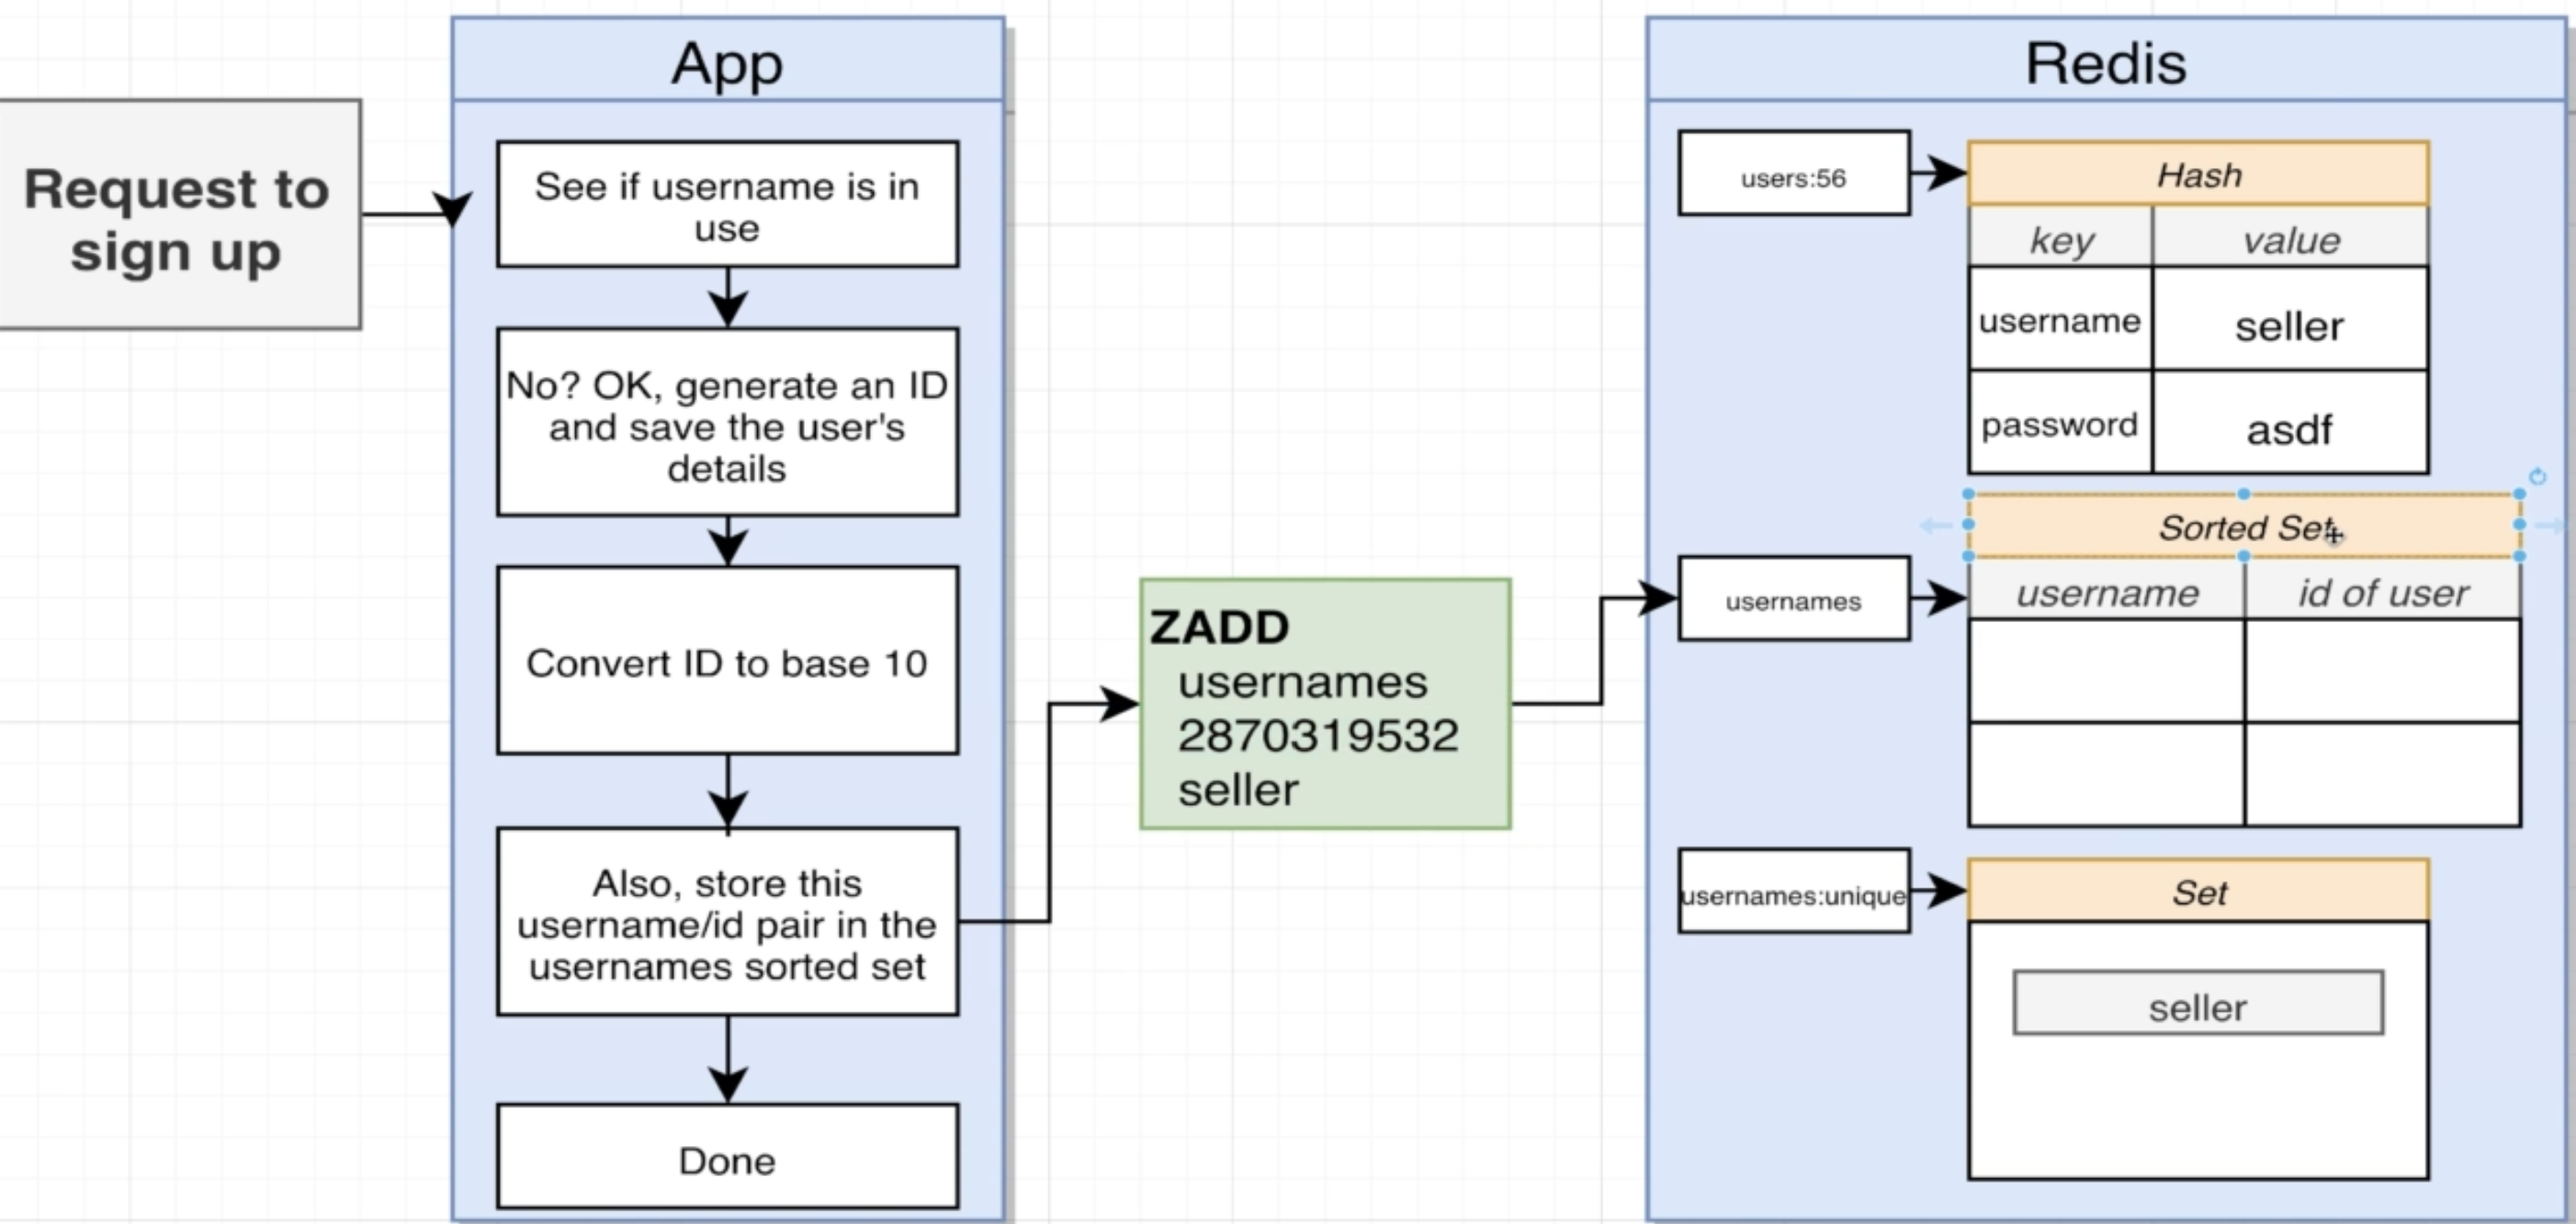 Request to
sign up
App
See if username is in
use
No? OK, generate an ID
and save the user's
details
Convert ID to base 10
Also, store this
username/id pair in the
usernames sorted set
Done
ZADD
usernames
2870319532
seller
Redis
users:56
Hash
key value
username seller
password asdf
Sorted Set
usernames
username id of user
usernames:unique
Set
seller